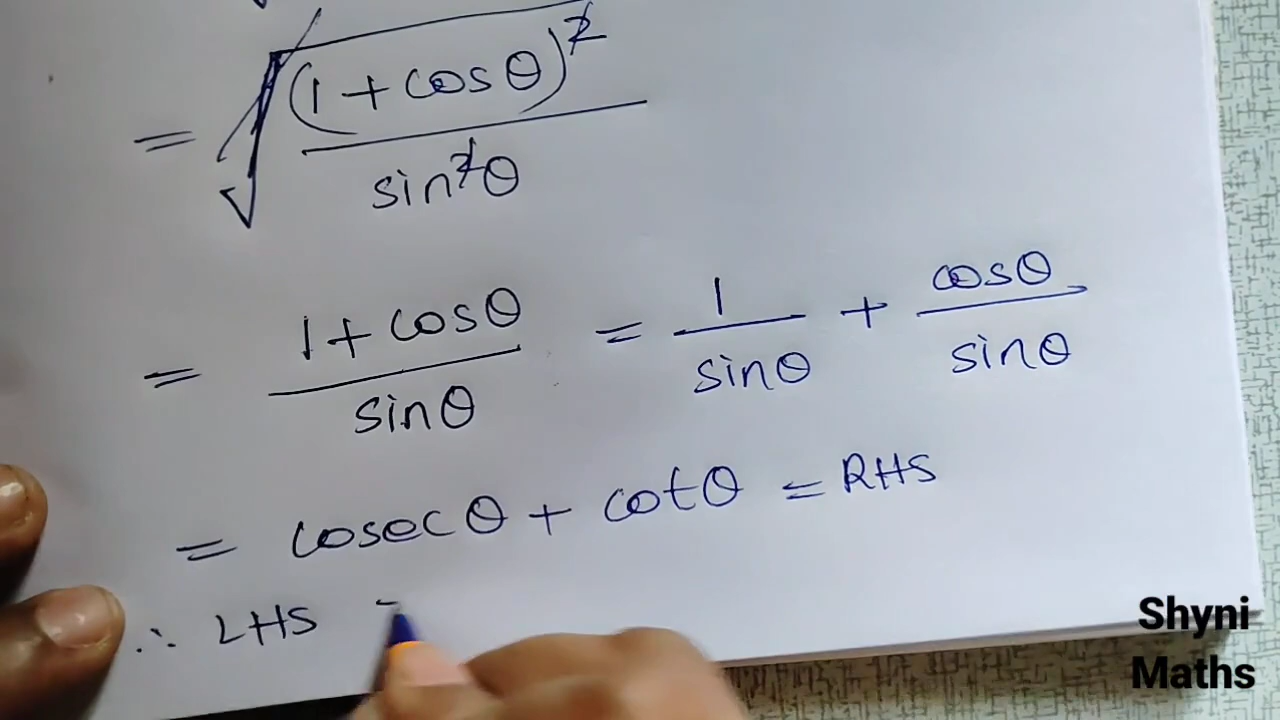 = √((1 + cosθ)² / sin²θ)
= (1 + cosθ) / sinθ = 1 / sinθ + cosθ / sinθ
= cosecθ + cotθ = RHS
∴ LHS =
Shyni
Maths